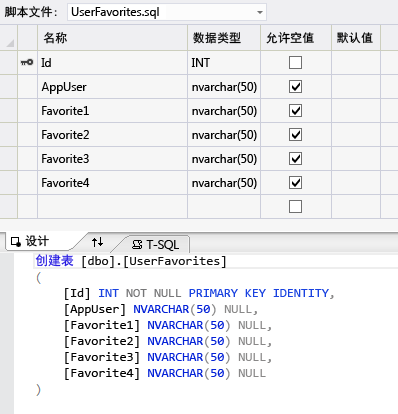 脚本文件： UserFavorites.sql
名称 数据类型 允许空值 默认值
Id INT
AppUser nvarchar(50)
Favorite1 nvarchar(50)
Favorite2 nvarchar(50)
Favorite3 nvarchar(50)
Favorite4 nvarchar(50)
设计 T-SQL
创建表 [dbo].[UserFavorites]
(
[Id] INT NOT NULL PRIMARY KEY IDENTITY,
[AppUser] NVARCHAR(50) NULL,
[Favorite1] NVARCHAR(50) NULL,
[Favorite2] NVARCHAR(50) NULL,
[Favorite3] NVARCHAR(50) NULL,
[Favorite4] NVARCHAR(50) NULL
)